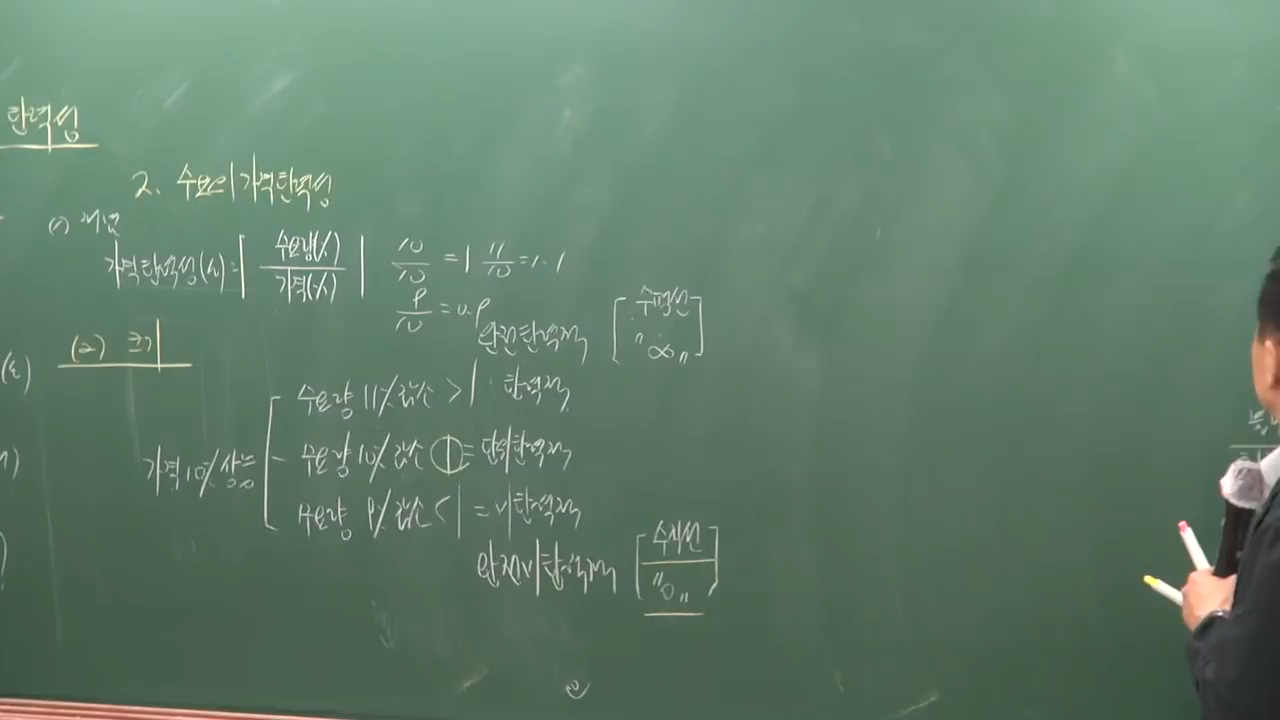 탄력성
2. 수요의 가격탄력성
(1) 개념
가격탄력성(ε) = | 수요량(%) / 가격(%) | 10/10 = 1 11/10 = 1.1
9/10 = 0.9
완전탄력적 [ 수평선 "∞" ]
(ε) (2) 크기
수요량 11% 감소 > 1 탄력적
가격 10% 상승 수요량 10% 감소 ① = 단위탄력적
수요량 9% 감소 < 1 = 비탄력적
완전비탄력적 [ 수직선 "0" ]